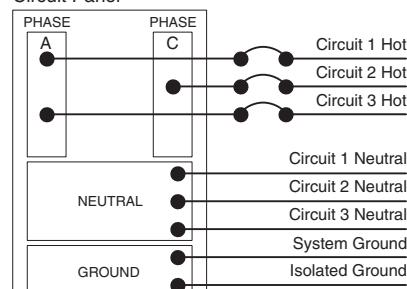 Circuit Panel
PHASE PHASE
A C
Circuit 1 Hot
Circuit 2 Hot
Circuit 3 Hot
Circuit 1 Neutral
NEUTRAL
Circuit 2 Neutral
Circuit 3 Neutral
System Ground
GROUND
Isolated Ground